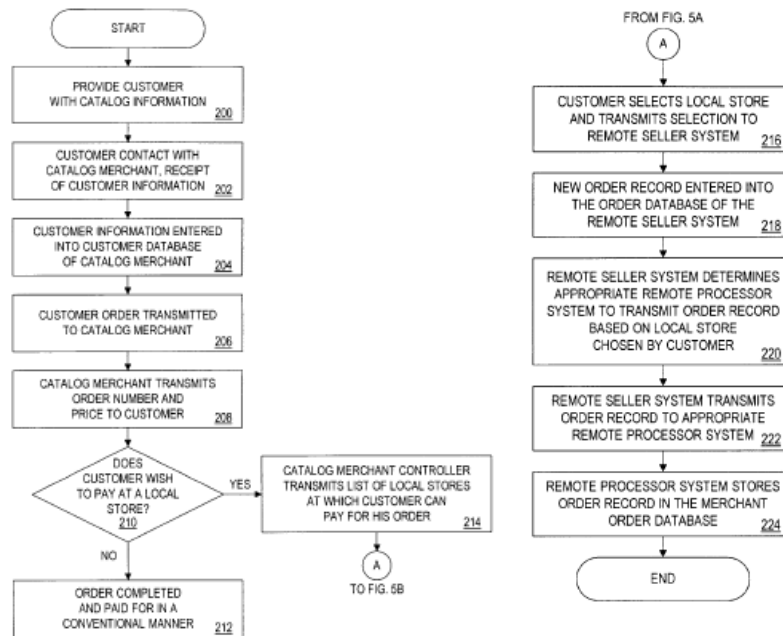 START
PROVIDE CUSTOMER
WITH CATALOG INFORMATION
200
CUSTOMER CONTACT WITH
CATALOG MERCHANT, RECEIPT
OF CUSTOMER INFORMATION
202
CUSTOMER INFORMATION ENTERED
INTO CUSTOMER DATABASE
OF CATALOG MERCHANT
204
CUSTOMER ORDER TRANSMITTED
TO CATALOG MERCHANT
206
CATALOG MERCHANT TRANSMITS
ORDER NUMBER AND
PRICE TO CUSTOMER
208
DOES
CUSTOMER WISH
TO PAY AT A LOCAL
STORE?
210
YES
NO
CATALOG MERCHANT CONTROLLER
TRANSMITS LIST OF LOCAL STORES
AT WHICH CUSTOMER CAN
PAY FOR HIS ORDER
214
A
TO FIG. 5B
ORDER COMPLETED
AND PAID FOR IN A
CONVENTIONAL MANNER
212
FROM FIG. 5A
A
CUSTOMER SELECTS LOCAL STORE
AND TRANSMITS SELECTION TO
REMOTE SELLER SYSTEM
216
NEW ORDER RECORD ENTERED INTO
THE ORDER DATABASE OF THE
REMOTE SELLER SYSTEM
218
REMOTE SELLER SYSTEM DETERMINES
APPROPRIATE REMOTE PROCESSOR
SYSTEM TO TRANSMIT ORDER RECORD
BASED ON LOCAL STORE
CHOSEN BY CUSTOMER
220
REMOTE SELLER SYSTEM TRANSMITS
ORDER RECORD TO APPROPRIATE
REMOTE PROCESSOR SYSTEM
222
REMOTE PROCESSOR SYSTEM STORES
ORDER RECORD IN THE MERCHANT
ORDER DATABASE
224
END